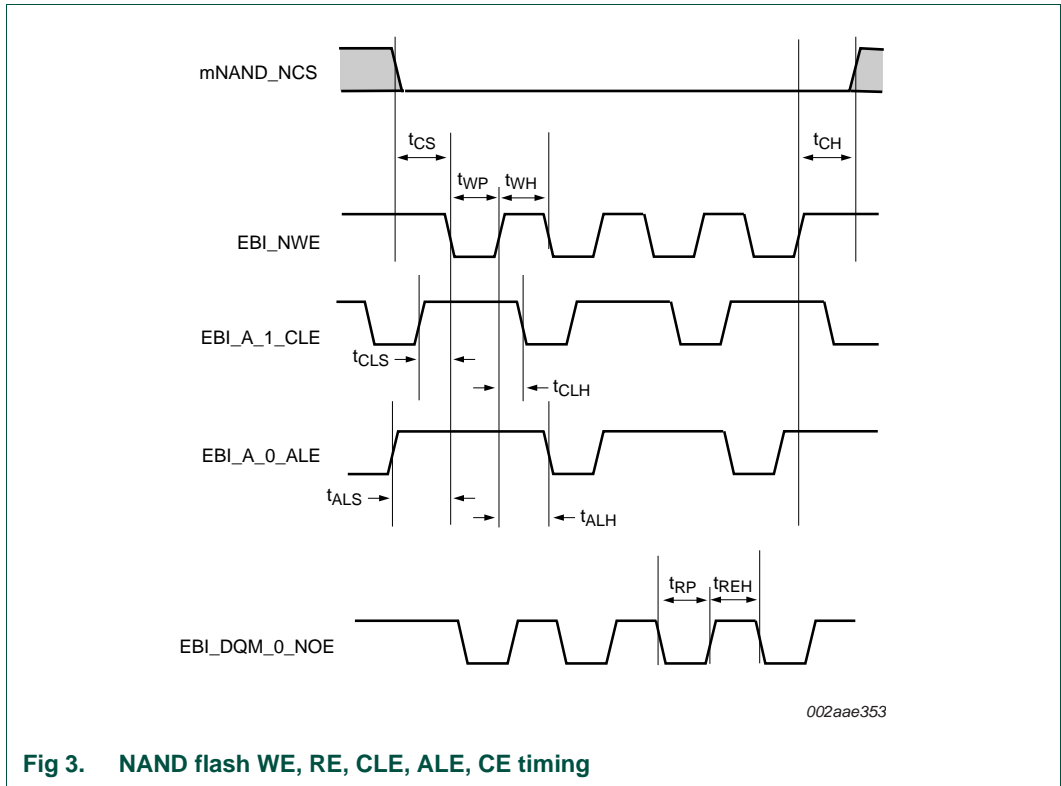 mNAND_NCS
tCS
tCH
tWP
tWH
EBI_NWE
EBI_A_1_CLE
tCLS
tCLH
EBI_A_0_ALE
tALS
tALH
tRP
tREH
EBI_DQM_0_NOE
002aae353
Fig 3. NAND flash WE, RE, CLE, ALE, CE timing